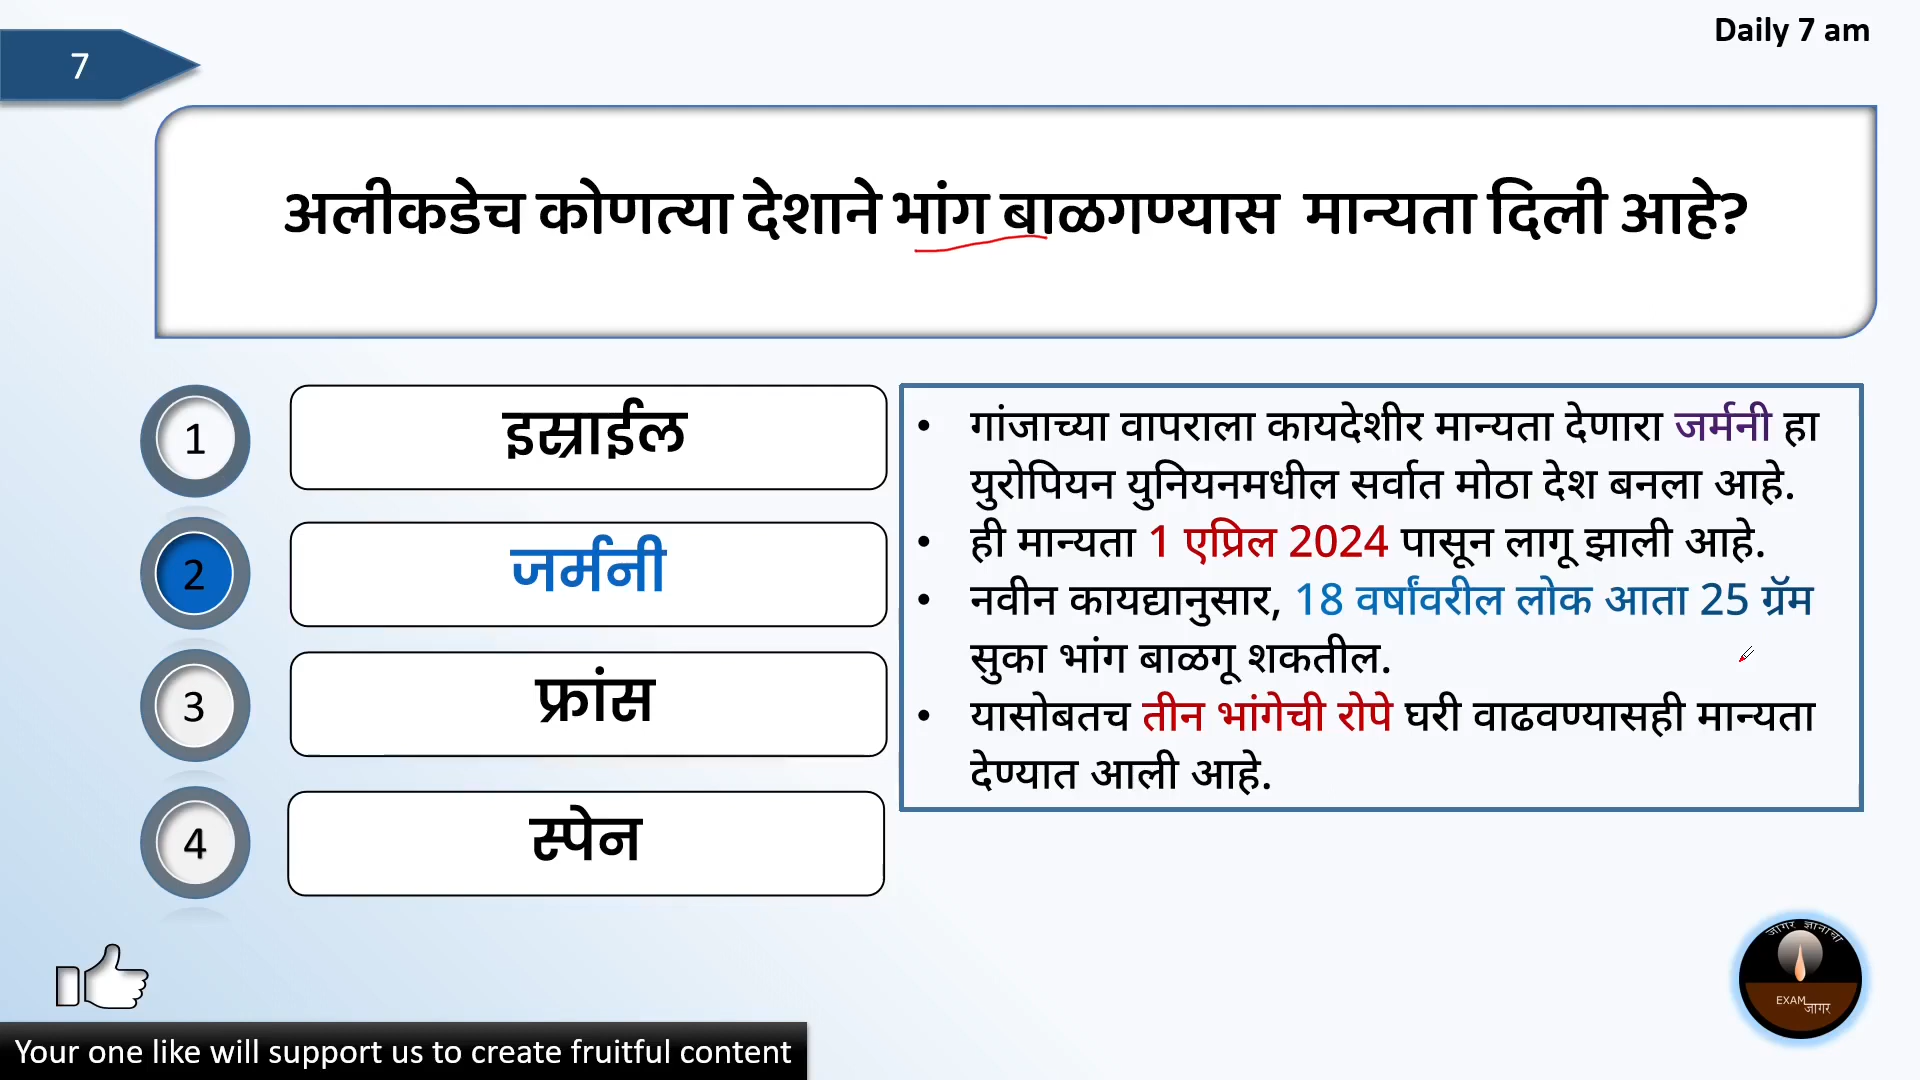 Daily 7 am
7
अलीकडेच कोणत्या देशाने भांग बाळगण्यास मान्यता दिली आहे?
1
इस्राईल
2
जर्मनी
3
फ्रांस
4
स्पेन
• गांजाच्या वापराला कायदेशीर मान्यता देणारा जर्मनी हा
युरोपियन युनियनमधील सर्वात मोठा देश बनला आहे.
• ही मान्यता 1 एप्रिल 2024 पासून लागू झाली आहे.
• नवीन कायद्यानुसार, 18 वर्षांवरील लोक आता 25 ग्रॅम
सुका भांग बाळगू शकतील.
• यासोबतच तीन भांगेची रोपे घरी वाढवण्यासही मान्यता
देण्यात आली आहे.
जागर ज्ञानाचा
EXAM जागर
Your one like will support us to create fruitful content